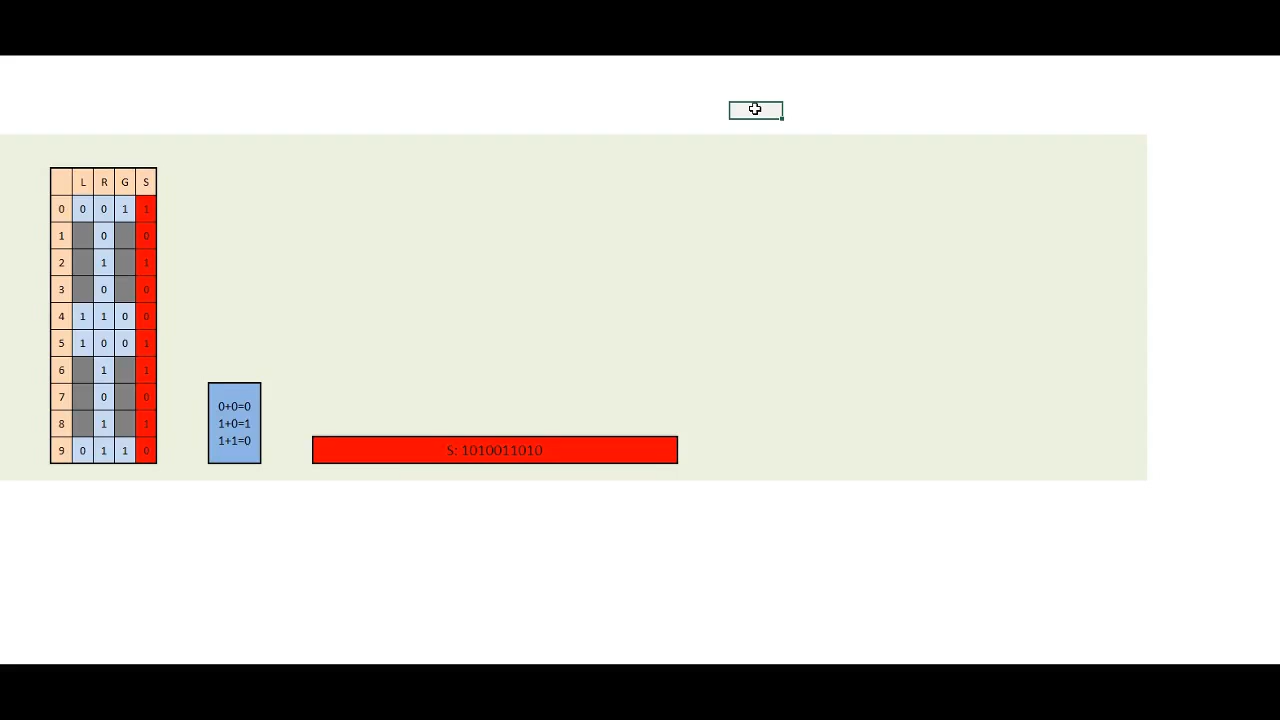 L R G S
0 0 0 1 1
1 0 0
2 1 1
3 0 0
4 1 1 0 0
5 1 0 0 1
6 1 1
7 0 0
8 1 1
9 0 1 1 0
0+0=0
1+0=1
1+1=0
S: 1010011010